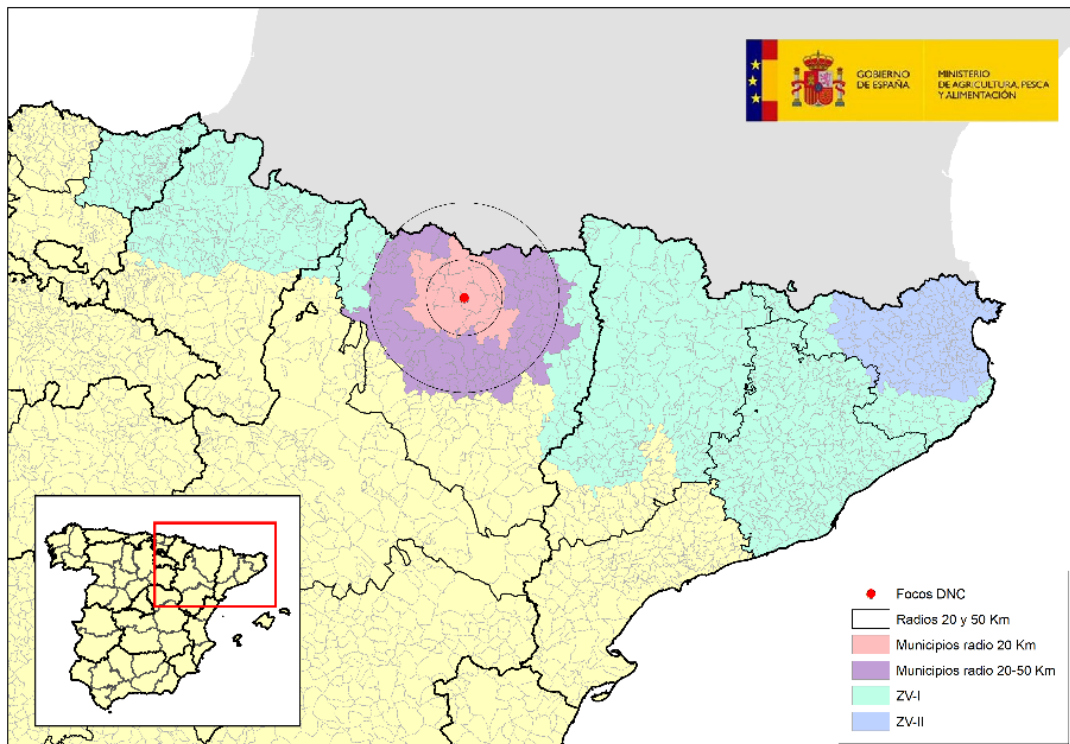 GOBIERNO
DE ESPAÑA
MINISTERIO
DE AGRICULTURA, PESCA
Y ALIMENTACIÓN
Focos DNC
Radios 20 y 50 Km
Municipios radio 20 Km
Municipios radio 20-50 Km
ZV-I
ZV-II